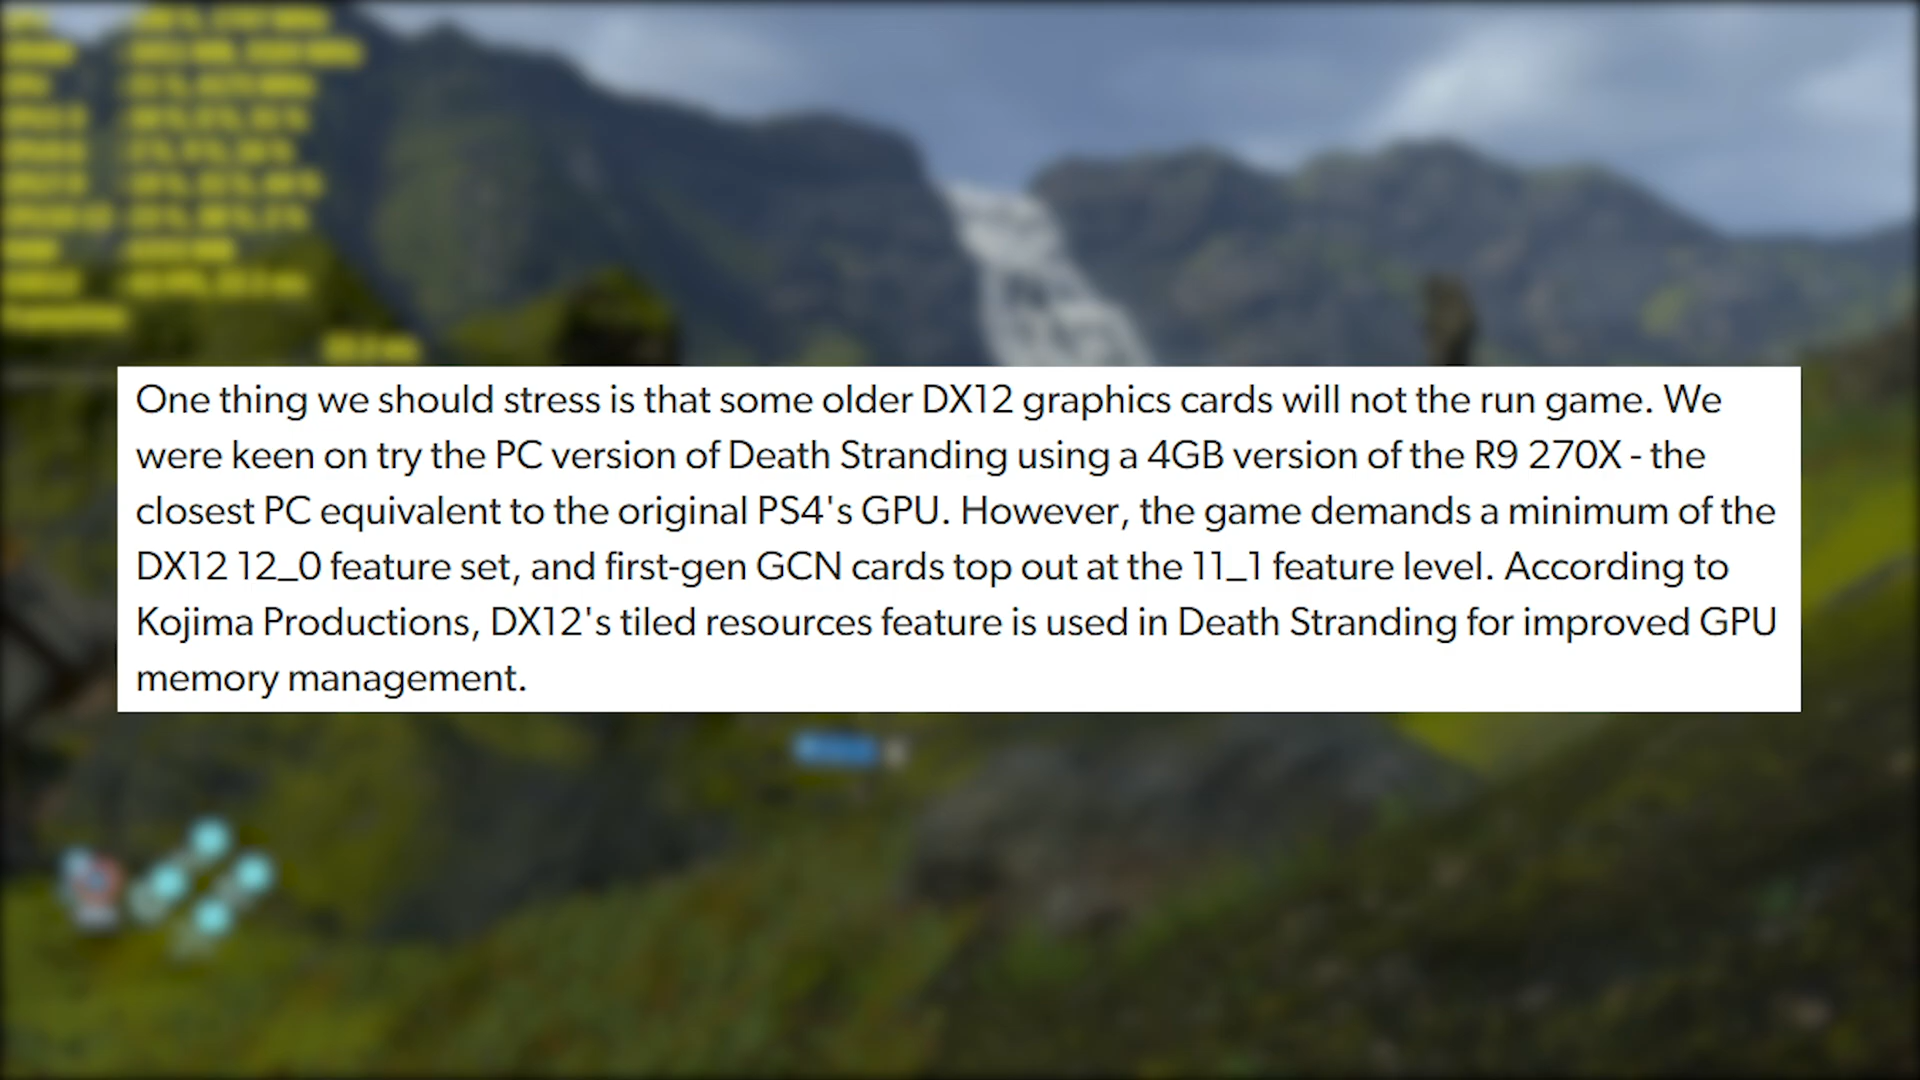 One thing we should stress is that some older DX12 graphics cards will not the run game. We
were keen on try the PC version of Death Stranding using a 4GB version of the R9 270X - the
closest PC equivalent to the original PS4's GPU. However, the game demands a minimum of the
DX12 12_0 feature set, and first-gen GCN cards top out at the 11_1 feature level. According to
Kojima Productions, DX12's tiled resources feature is used in Death Stranding for improved GPU
memory management.